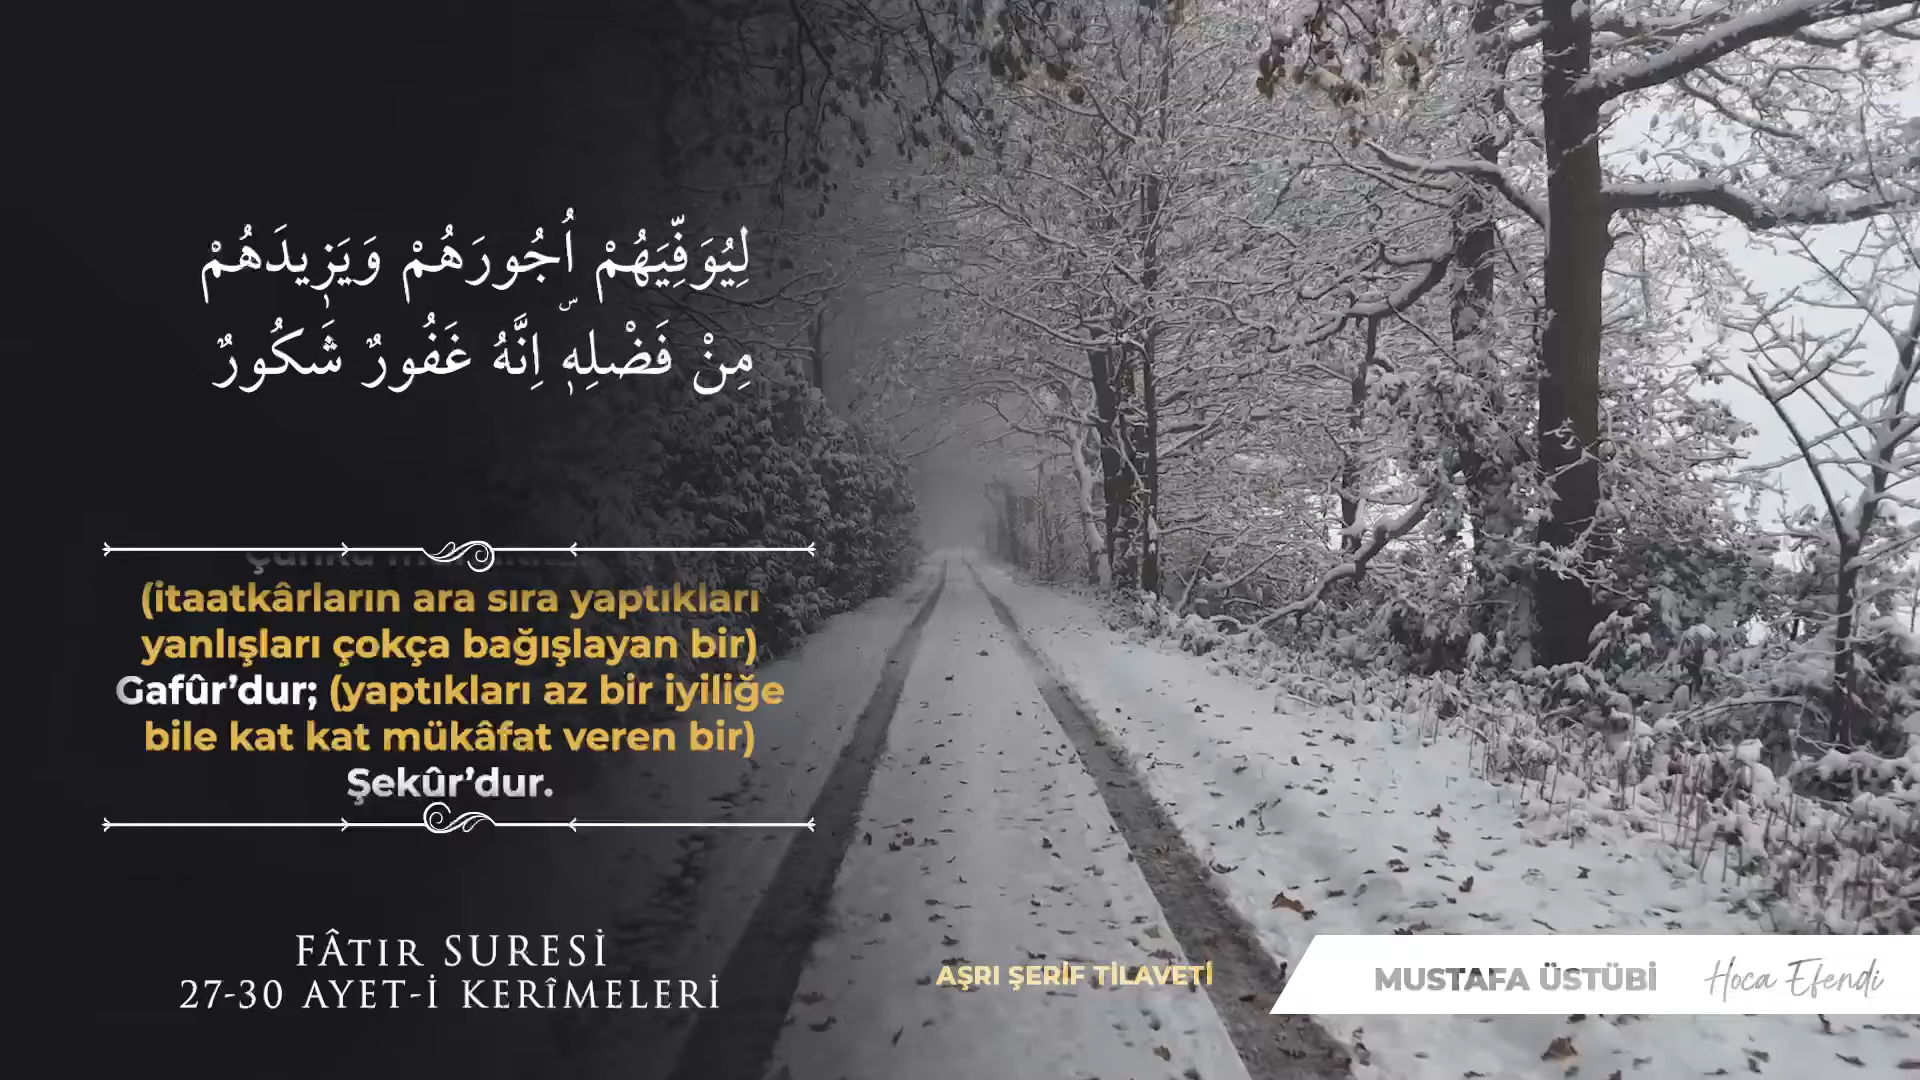 لِيُوَفِّيَهُمْ اُجُورَهُمْ وَيَزٖيدَهُمْ
مِنْ فَضْلِهٖۜ اِنَّهُ غَفُورٌ شَكُورٌ
(itaatkârların ara sıra yaptıkları
yanlışları çokça bağışlayan bir)
Gafûr’dur; (yaptıkları az bir iyiliğe
bile kat kat mükâfat veren bir)
Şekûr’dur.
FÂTIR SURESİ
27-30 AYET-İ KERÎMELERİ
AŞRI ŞERİF TİLAVETİ
MUSTAFA ÜSTÜBİ Hoca Efendi